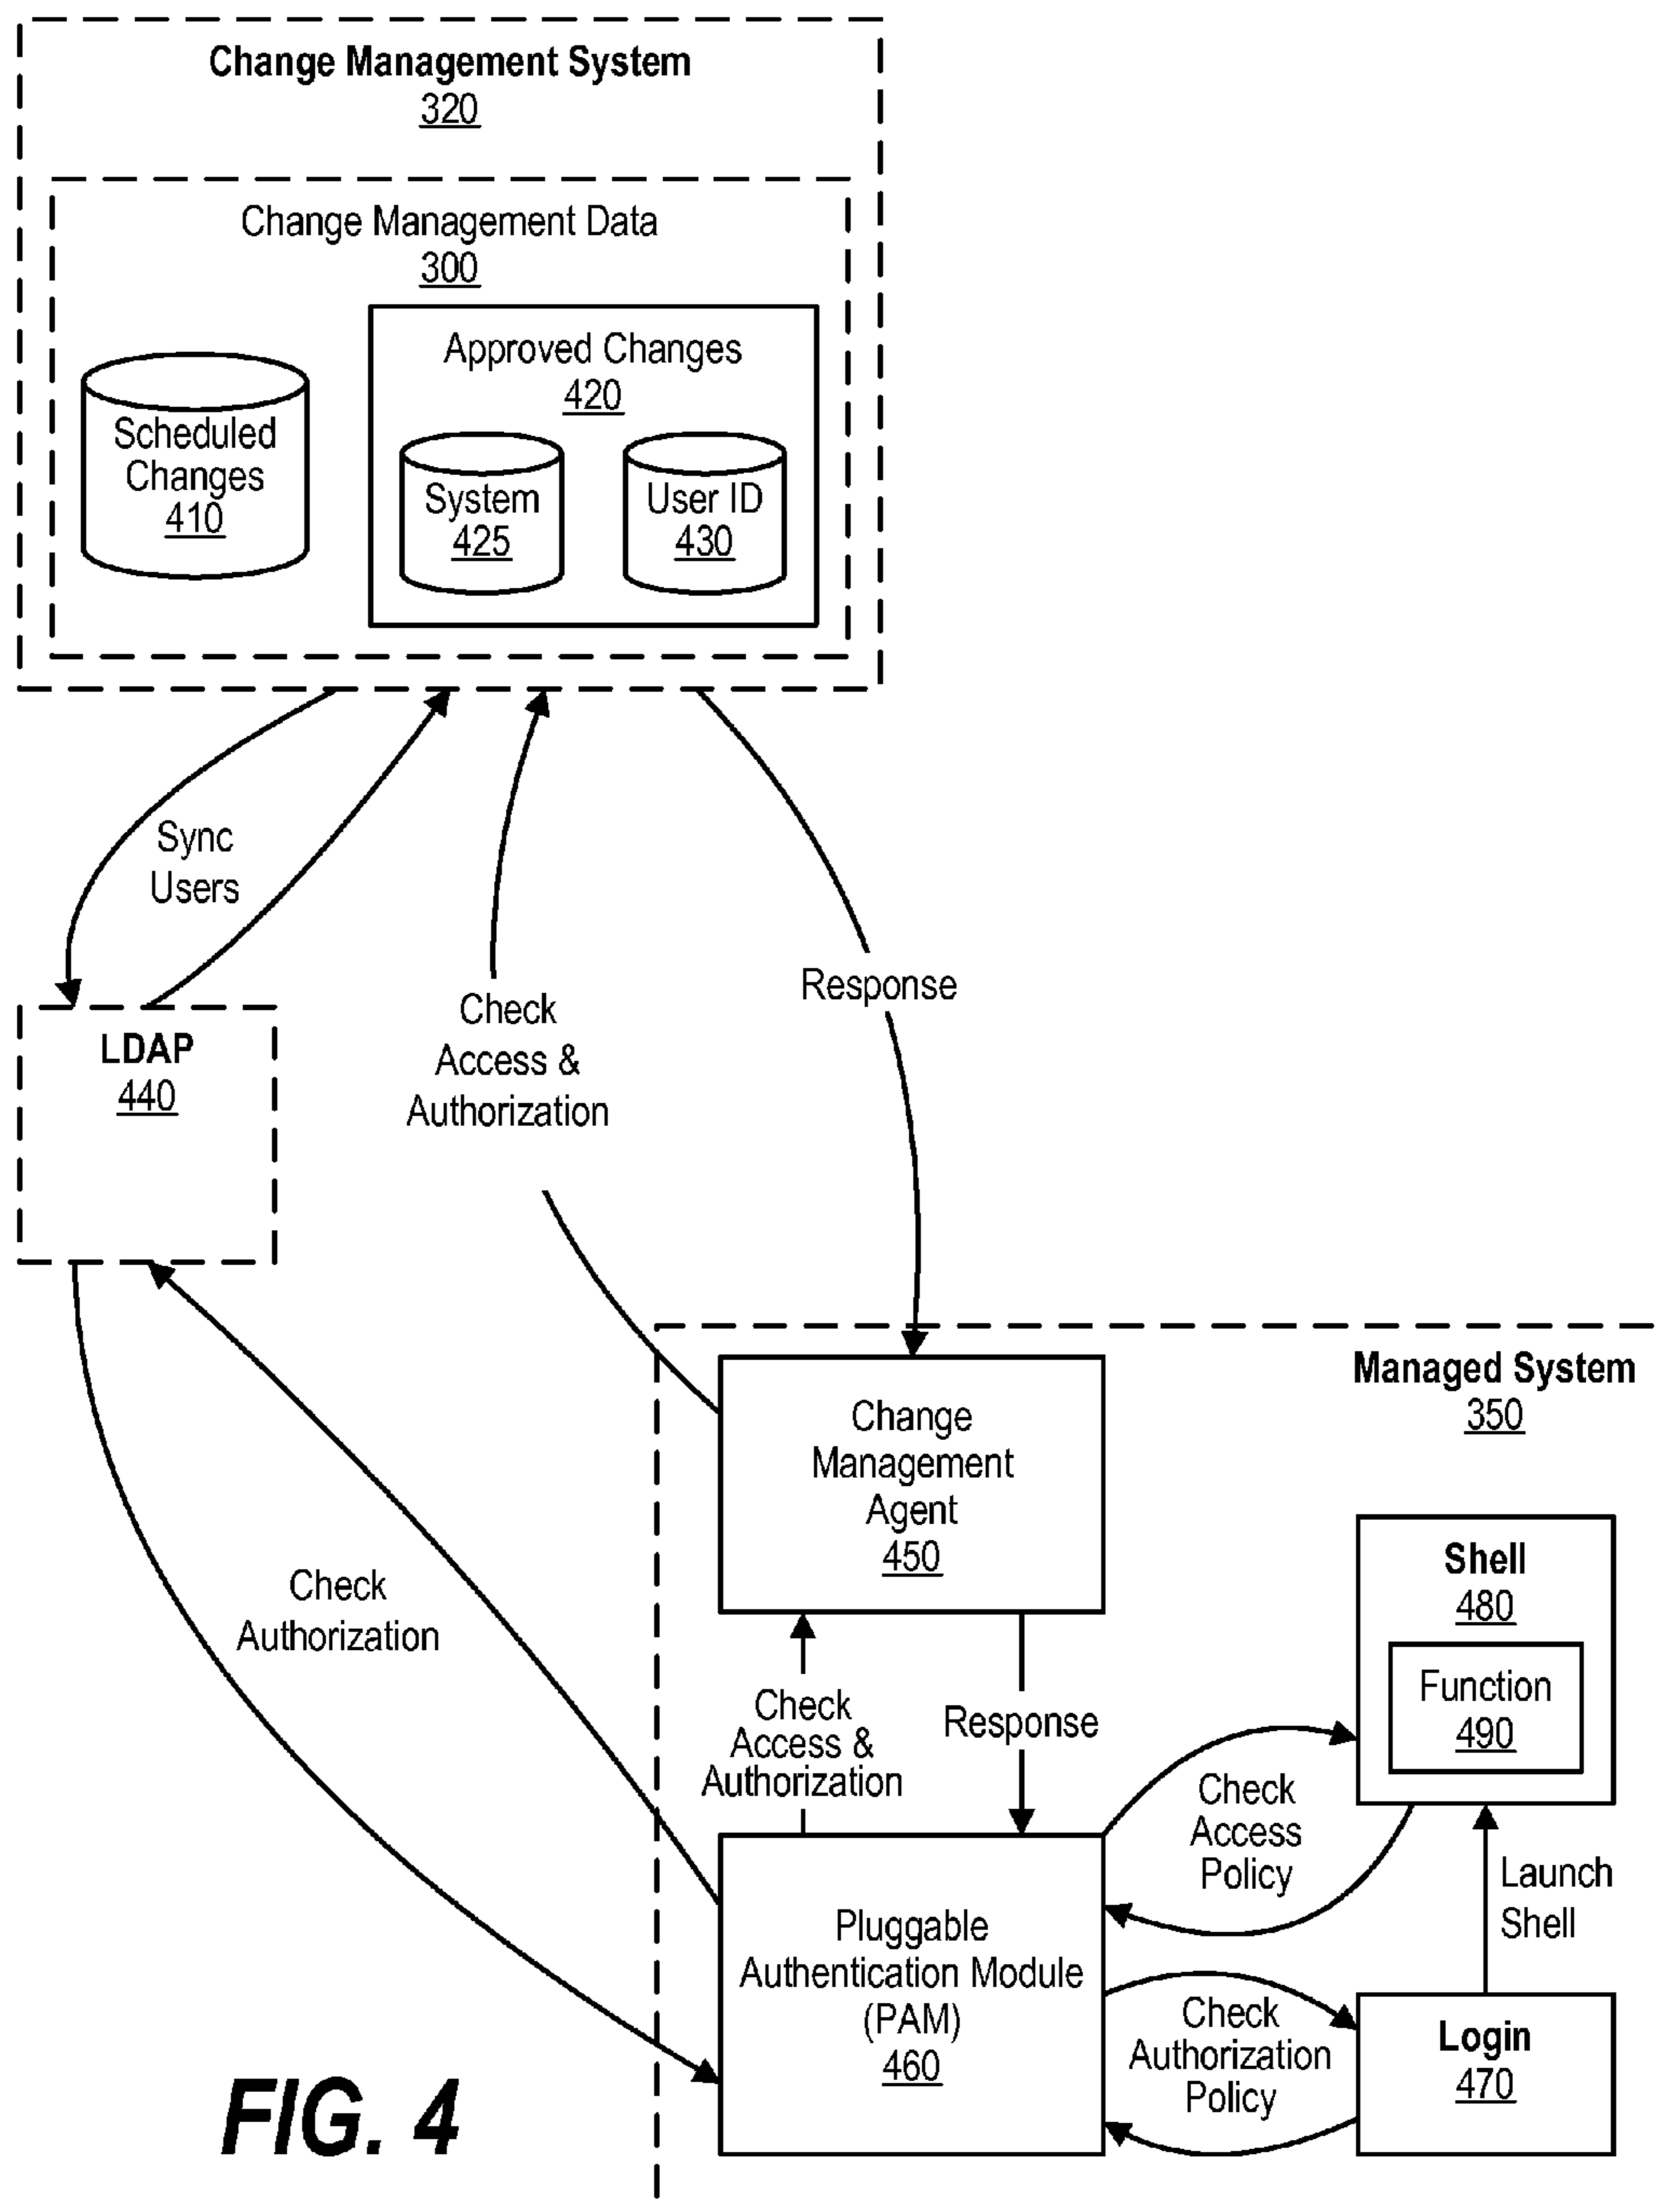 Change Management System
320
Change Management Data
300
Scheduled
Changes
410
Approved Changes
420
System
425
User ID
430
Sync
Users
Check
Access &
Authorization
Response
LDAP
440
Managed System
350
Change
Management
Agent
450
Shell
480
Function
490
Check
Authorization
Check
Access &
Authorization
Response
Check
Access
Policy
Launch
Shell
Pluggable
Authentication Module
(PAM)
460
Check
Authorization
Policy
Login
470
FIG. 4